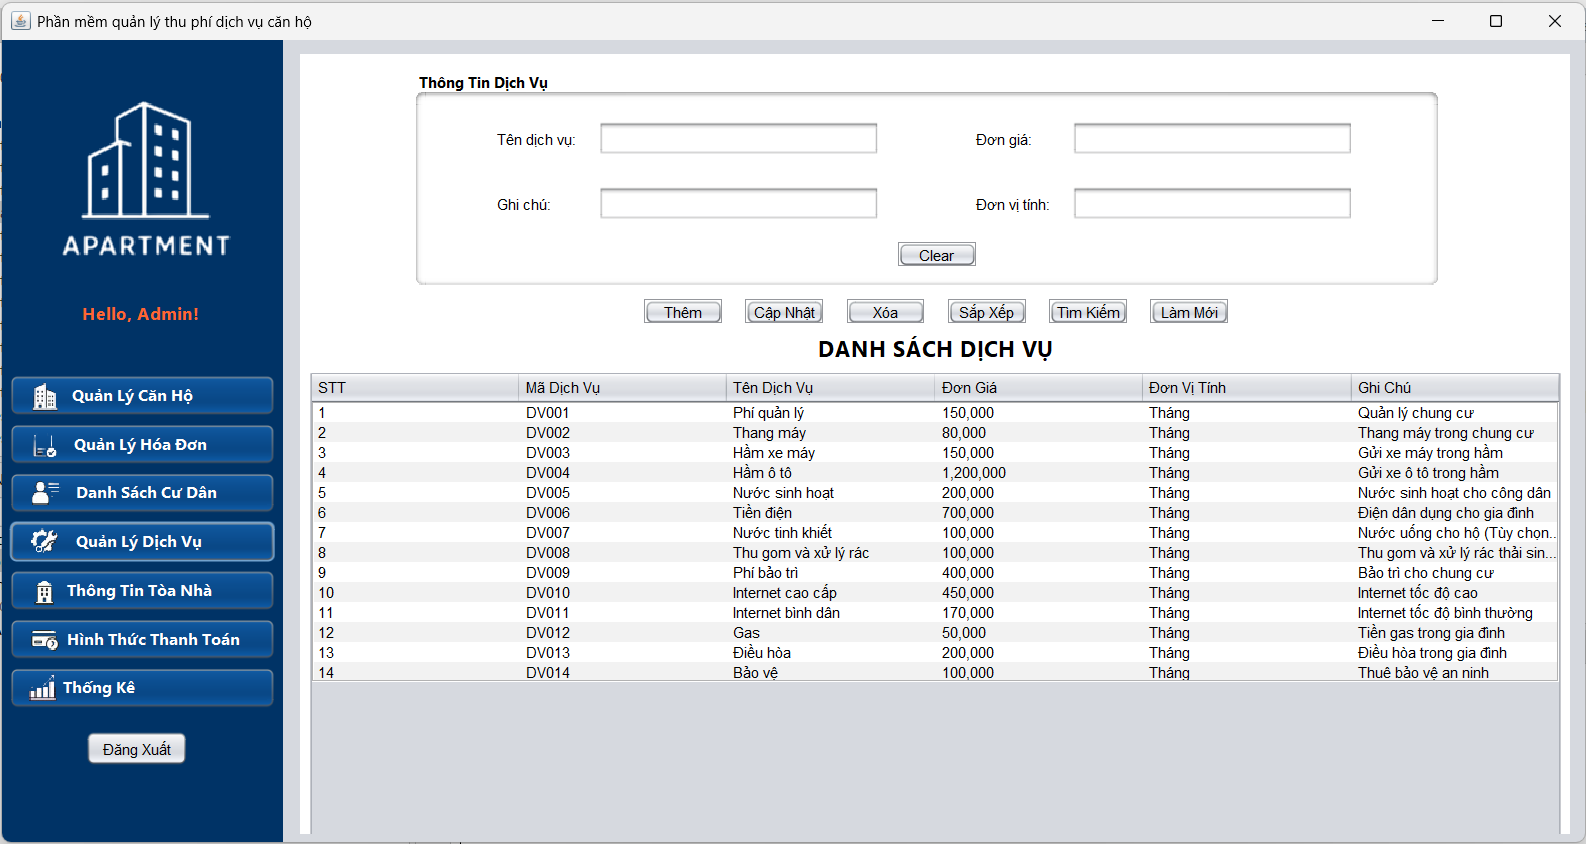 Phần mềm quản lý thu phí dịch vụ căn hộ
APARTMENT
Hello, Admin!
Quản Lý Căn Hộ
Quản Lý Hóa Đơn
Danh Sách Cư Dân
Quản Lý Dịch Vụ
Thông Tin Tòa Nhà
Hình Thức Thanh Toán
Thống Kê
Đăng Xuất
Thông Tin Dịch Vụ
Tên dịch vụ: Đơn giá:
Ghi chú: Đơn vị tính:
Clear
Thêm Cập Nhật Xóa Sắp Xếp Tìm Kiếm Làm Mới
DANH SÁCH DỊCH VỤ
STT Mã Dịch Vụ Tên Dịch Vụ Đơn Giá Đơn Vị Tính Ghi Chú
1 DV001 Phí quản lý 150,000 Tháng Quản lý chung cư
2 DV002 Thang máy 80,000 Tháng Thang máy trong chung cư
3 DV003 Hầm xe máy 150,000 Tháng Gửi xe máy trong hầm
4 DV004 Hầm ô tô 1,200,000 Tháng Gửi xe ô tô trong hầm
5 DV005 Nước sinh hoạt 200,000 Tháng Nước sinh hoạt cho công dân
6 DV006 Tiền điện 700,000 Tháng Điện dân dụng cho gia đình
7 DV007 Nước tinh khiết 100,000 Tháng Nước uống cho hộ (Tùy chọn...
8 DV008 Thu gom và xử lý rác 100,000 Tháng Thu gom và xử lý rác thải sin...
9 DV009 Phí bảo trì 400,000 Tháng Bảo trì cho chung cư
10 DV010 Internet cao cấp 450,000 Tháng Internet tốc độ cao
11 DV011 Internet bình dân 170,000 Tháng Internet tốc độ bình thường
12 DV012 Gas 50,000 Tháng Tiền gas trong gia đình
13 DV013 Điều hòa 200,000 Tháng Điều hòa trong gia đình
14 DV014 Bảo vệ 100,000 Tháng Thuê bảo vệ an ninh